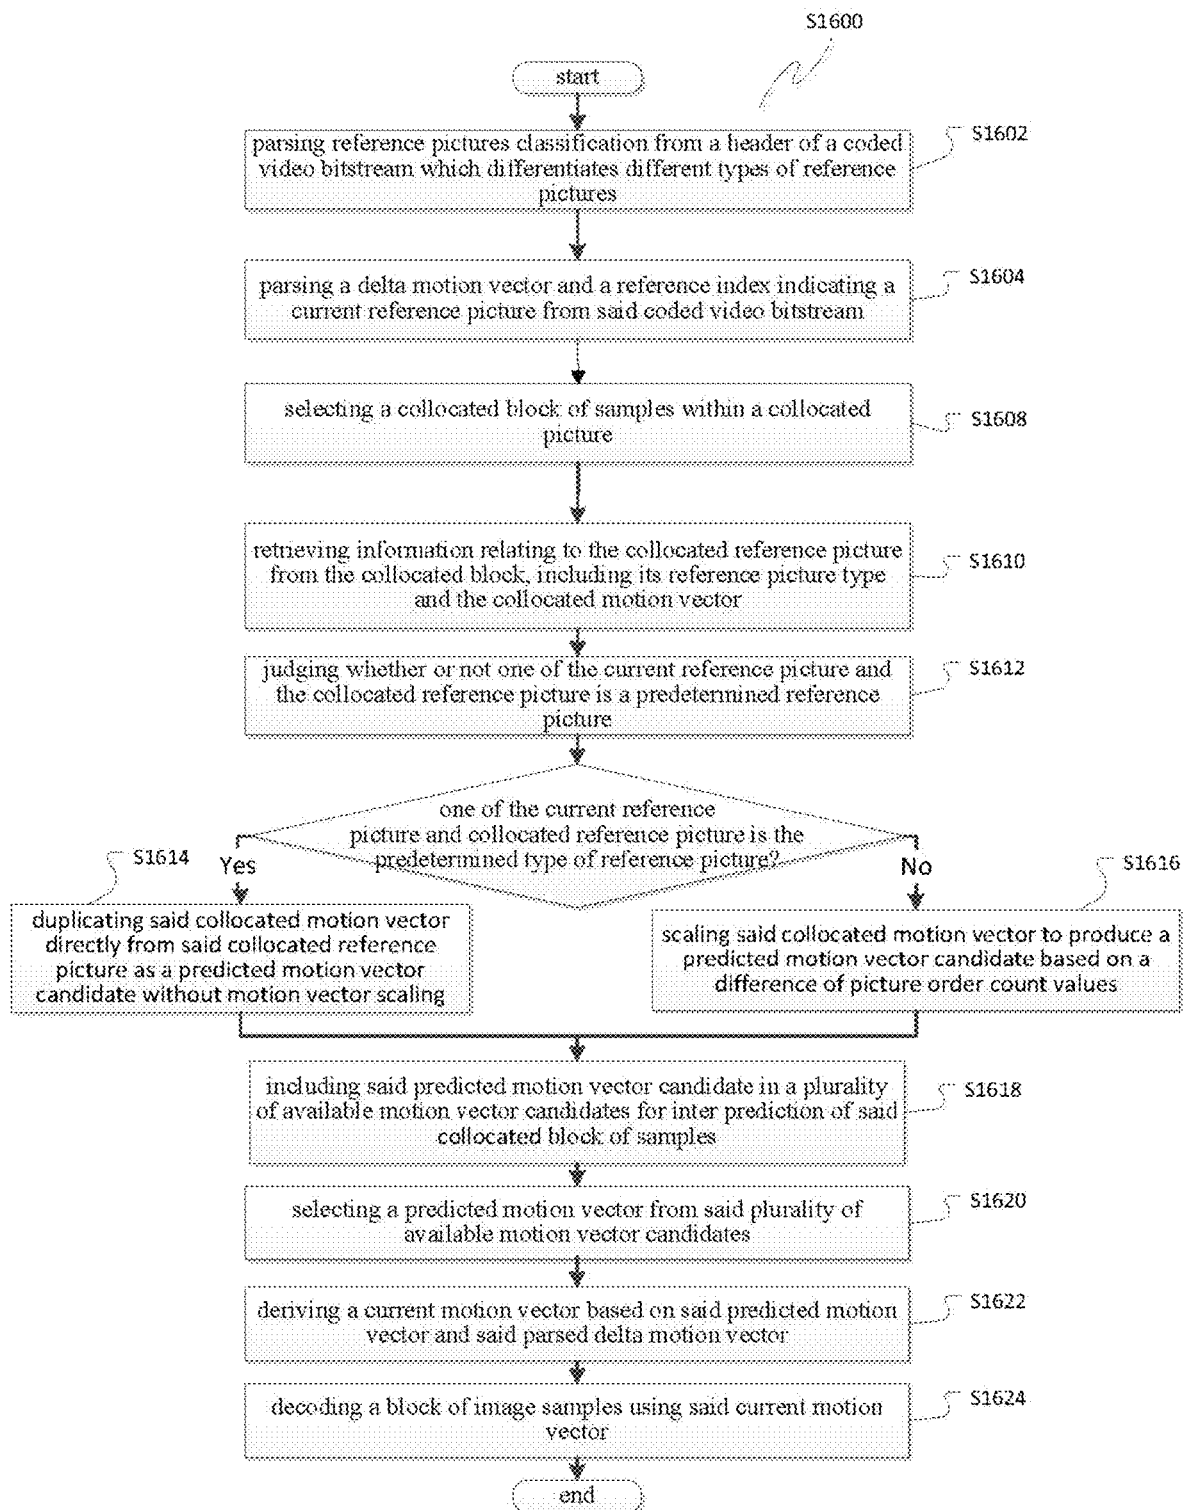 S1600
start
parsing reference pictures classification from a header of a coded
video bitstream which differentiates different types of reference
pictures
S1602
parsing a delta motion vector and a reference index indicating a
current reference picture from said coded video bitstream
S1604
selecting a collocated block of samples within a collocated
picture
S1608
retrieving information relating to the collocated reference picture
from the collocated block, including its reference picture type
and the collocated motion vector
S1610
judging whether or not one of the current reference picture and
the collocated reference picture is a predetermined reference
picture
S1612
one of the current reference
picture and collocated reference picture is the
predetermined type of reference picture?
Yes
No
S1614
duplicating said collocated motion vector
directly from said collocated reference
picture as a predicted motion vector
candidate without motion vector scaling
S1616
scaling said collocated motion vector to produce a
predicted motion vector candidate based on a
difference of picture order count values
including said predicted motion vector candidate in a plurality
of available motion vector candidates for inter prediction of said
collocated block of samples
S1618
selecting a predicted motion vector from said plurality of
available motion vector candidates
S1620
deriving a current motion vector based on said predicted motion
vector and said parsed delta motion vector
S1622
decoding a block of image samples using said current motion
vector
S1624
end